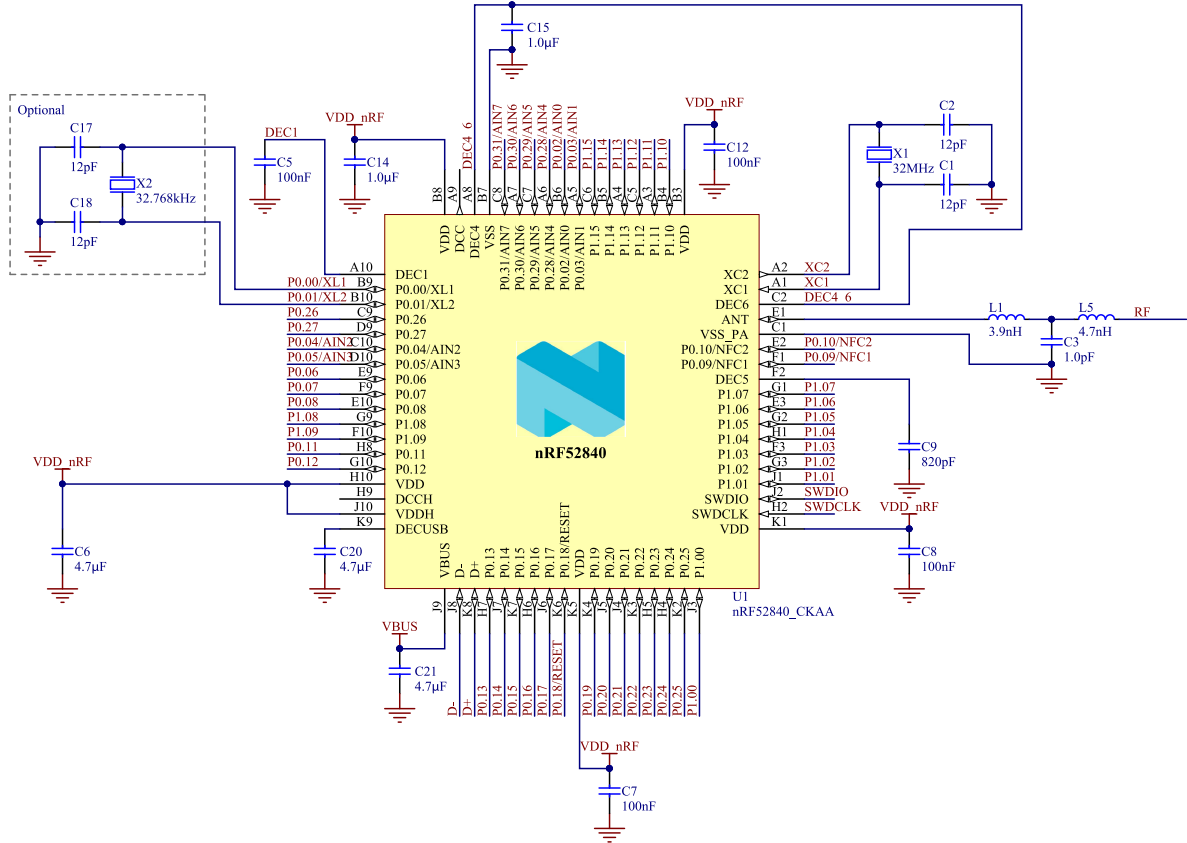 C15
1.0µF
Optional
C17
12pF
X2
32.768kHz
C18
12pF
DEC1
C5
100nF
VDD_nRF
C14
1.0µF
DEC4_6
P0.31/AIN7
P0.30/AIN6
P0.29/AIN5
P0.28/AIN4
P0.02/AIN0
P0.03/AIN1
P1.15
P1.14
P1.13
P1.12
P1.11
P1.10
VDD_nRF
C12
100nF
C2
12pF
X1
32MHz
C1
12pF
B8
A9
A8
B7
C8
A7
C7
A6
B6
A5
C6
B5
A4
C5
A3
B4
B3
VDD
DCC
DEC4
VSS
P0.31/AIN7
P0.30/AIN6
P0.29/AIN5
P0.28/AIN4
P0.02/AIN0
P0.03/AIN1
P1.15
P1.14
P1.13
P1.12
P1.11
P1.10
VDD
A10 DEC1
P0.00/XL1 B9 P0.00/XL1
P0.01/XL2 B10 P0.01/XL2
P0.26 C9 P0.26
P0.27 D9 P0.27
P0.04/AIN2 C10 P0.04/AIN2
P0.05/AIN3 D10 P0.05/AIN3
P0.06 E9 P0.06
P0.07 F9 P0.07
P0.08 E10 P0.08
P1.08 G9 P1.08
P1.09 F10 P1.09
P0.11 H8 P0.11
P0.12 G10 P0.12
H10 VDD
H9 DCCH
J10 VDDH
K9 DECUSB
XC2 A2 XC2
XC1 A1 XC1
DEC6 C2 DEC4_6
ANT E1
VSS_PA C1
P0.10/NFC2 E2 P0.10/NFC2
P0.09/NFC1 F1 P0.09/NFC1
DEC5 F2
P1.07 G1 P1.07
P1.06 E3 P1.06
P1.05 G2 P1.05
P1.04 H1 P1.04
P1.03 F3 P1.03
P1.02 G3 P1.02
P1.01 J1 P1.01
SWDIO J2 SWDIO
SWDCLK H2 SWDCLK
VDD K1
nRF52840
L1
3.9nH
L5
4.7nH
RF
C3
1.0pF
C9
820pF
VDD_nRF
C8
100nF
VDD_nRF
C6
4.7µF
C20
4.7µF
VBUS
D-
D+
P0.13
P0.14
P0.15
P0.16
P0.17
P0.18/RESET
VDD
P0.19
P0.20
P0.21
P0.22
P0.23
P0.24
P0.25
P1.00
J9
J8
K8
H7
J7
K7
H6
J6
K6
K5
K4
J5
J4
K3
H5
H4
K2
J3
U1
nRF52840_CKAA
VBUS
C21
4.7µF
D-
D+
P0.13
P0.14
P0.15
P0.16
P0.17
P0.18/RESET
P0.19
P0.20
P0.21
P0.22
P0.23
P0.24
P0.25
P1.00
VDD_nRF
C7
100nF